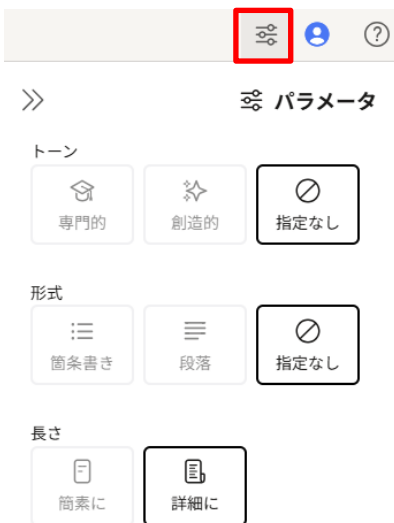 パラメータ
トーン
専門的 創造的 指定なし
形式
箇条書き 段落 指定なし
長さ
簡素に 詳細に